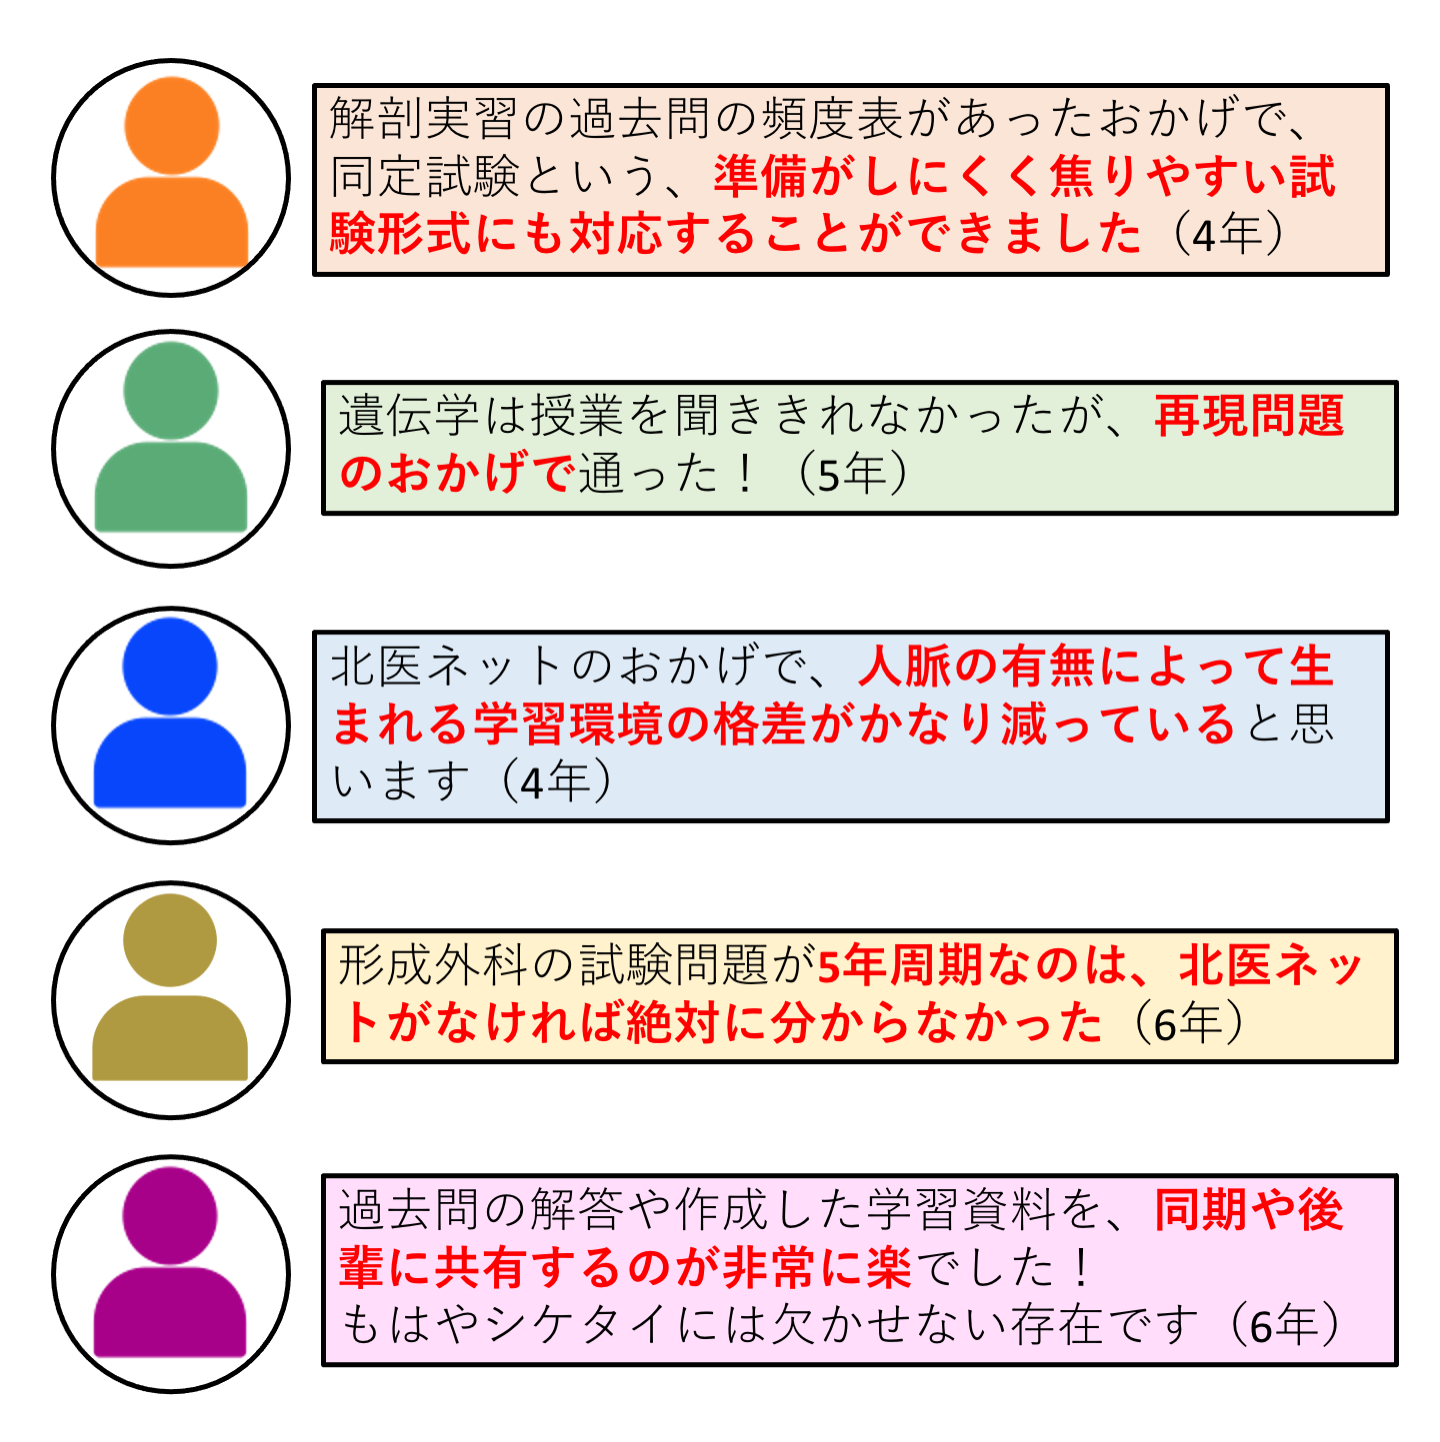 解剖実習の過去問の頻度表があったおかげで、
同定試験という、準備がしにくく焦りやすい試
験形式にも対応することができました（4年）
遺伝学は授業を聞ききれなかったが、再現問題
のおかげで通った！（5年）
北医ネットのおかげで、人脈の有無によって生
まれる学習環境の格差がかなり減っていると思
います（4年）
形成外科の試験問題が5年周期なのは、北医ネッ
トがなければ絶対に分からなかった（6年）
過去問の解答や作成した学習資料を、同期や後
輩に共有するのが非常に楽でした！
もはやシケタイには欠かせない存在です（6年）